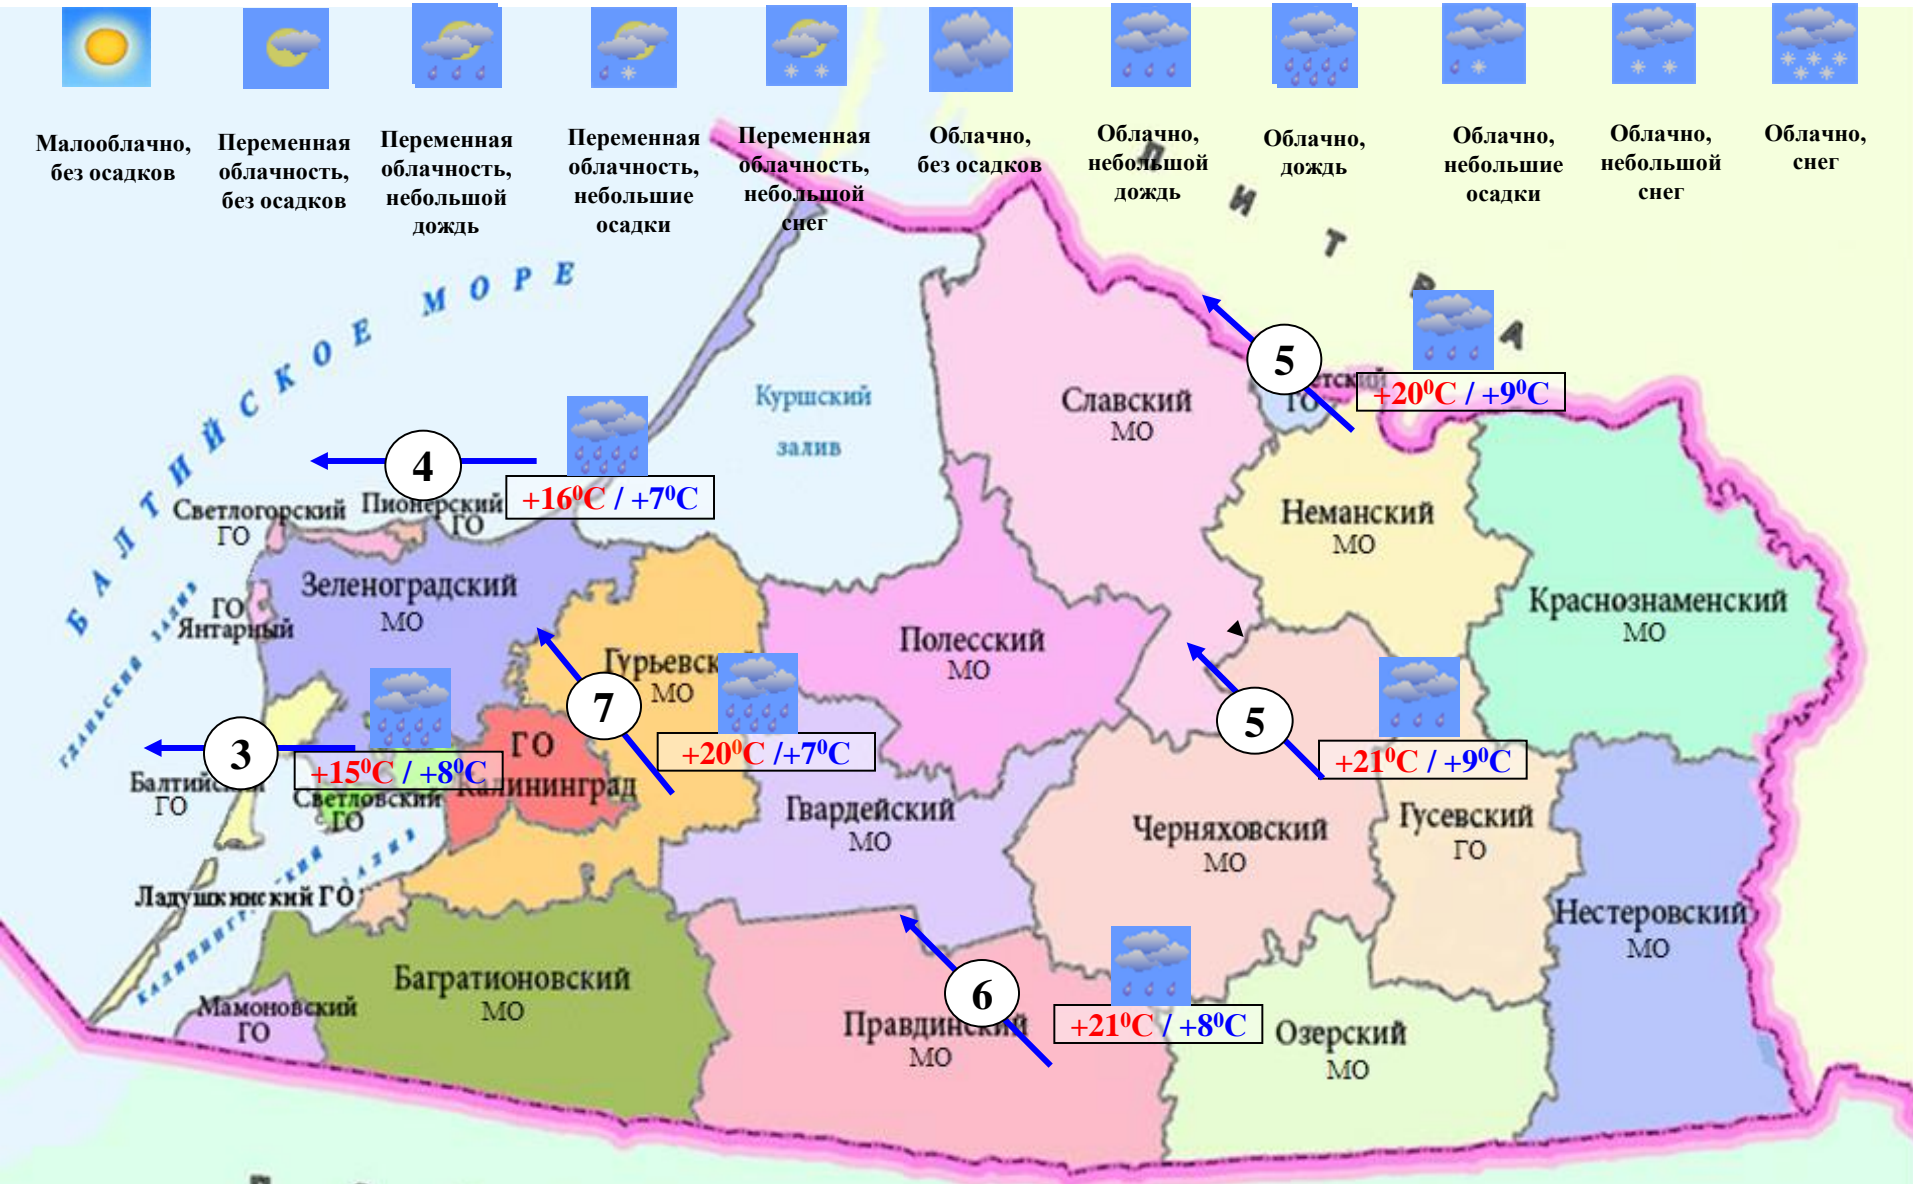 Малооблачно,
без осадков
Переменная
облачность,
без осадков
Переменная
облачность,
небольшой
дождь
Переменная
облачность,
небольшие
осадки
Переменная
облачность,
небольшой
снег
Облачно,
без осадков
Облачно,
небольшой
дождь
Облачно,
дождь
Облачно,
небольшие
осадки
Облачно,
небольшой
снег
Облачно,
снег
ЛИТВА
БАЛТИЙСКОЕ МОРЕ
Куршский
залив
Славский
МО
5
ГО
+20⁰С / +9⁰С
4
+16⁰С / +7⁰С
Светлогорский
ГО
Пионерский
ГО
Неманский
МО
Зеленоградский
МО
ГО
Янтарный
Краснознаменский
МО
Полесский
МО
Гурьевск
МО
7
+20⁰С /+7⁰С
5
+21⁰С / +9⁰С
3
+15⁰С / +8⁰С
ГО
Калининград
Балтийск
ГО
Светловский
ГО
Гвардейский
МО
Черняховский
МО
Гусевский
ГО
Ладушкинский ГО
Нестеровский
МО
Багратионовский
МО
Мамоновский
ГО
6
Правдинский
МО
+21⁰С / +8⁰С
Озерский
МО